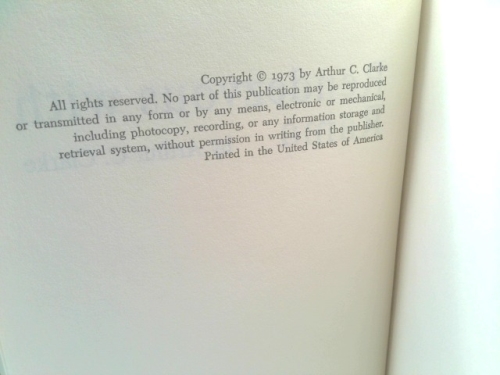 Copyright © 1973 by Arthur C. Clarke
All rights reserved. No part of this publication may be reproduced
or transmitted in any form or by any means, electronic or mechanical,
including photocopy, recording, or any information storage and
retrieval system, without permission in writing from the publisher.
Printed in the United States of America